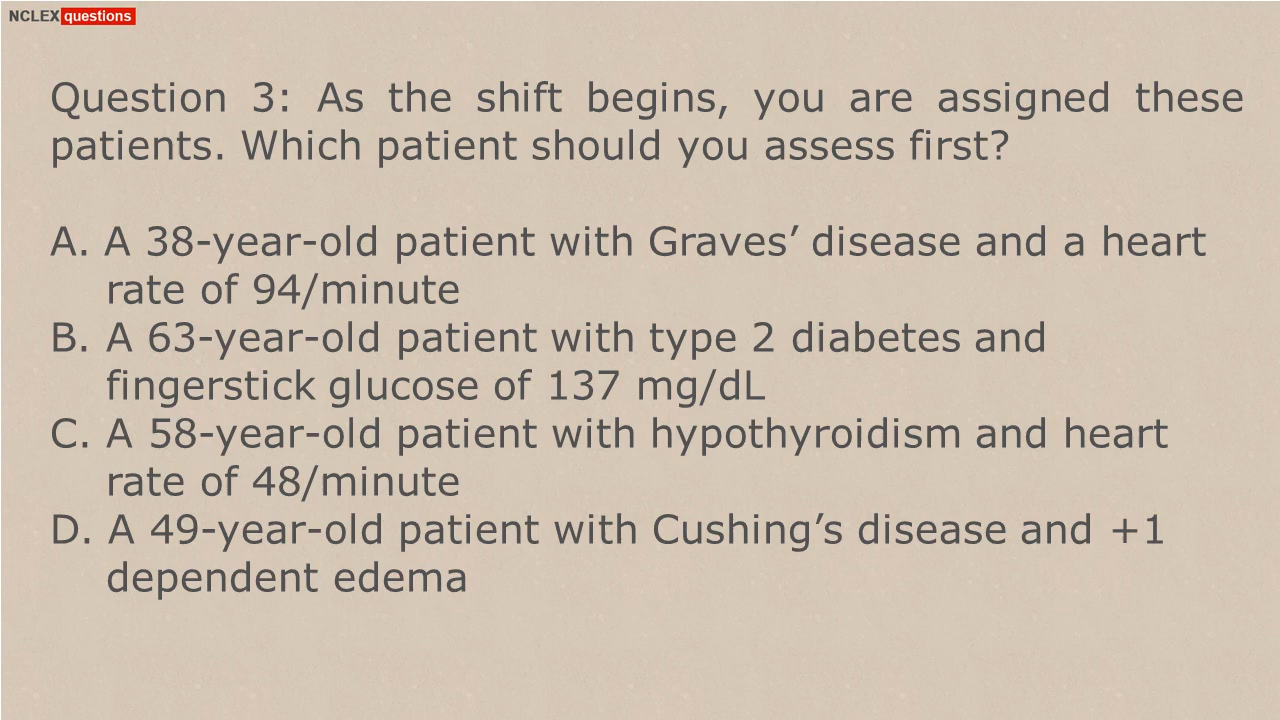 NCLEX questions
Question 3: As the shift begins, you are assigned these
patients. Which patient should you assess first?
A. A 38-year-old patient with Graves’ disease and a heart
rate of 94/minute
B. A 63-year-old patient with type 2 diabetes and
fingerstick glucose of 137 mg/dL
C. A 58-year-old patient with hypothyroidism and heart
rate of 48/minute
D. A 49-year-old patient with Cushing’s disease and +1
dependent edema